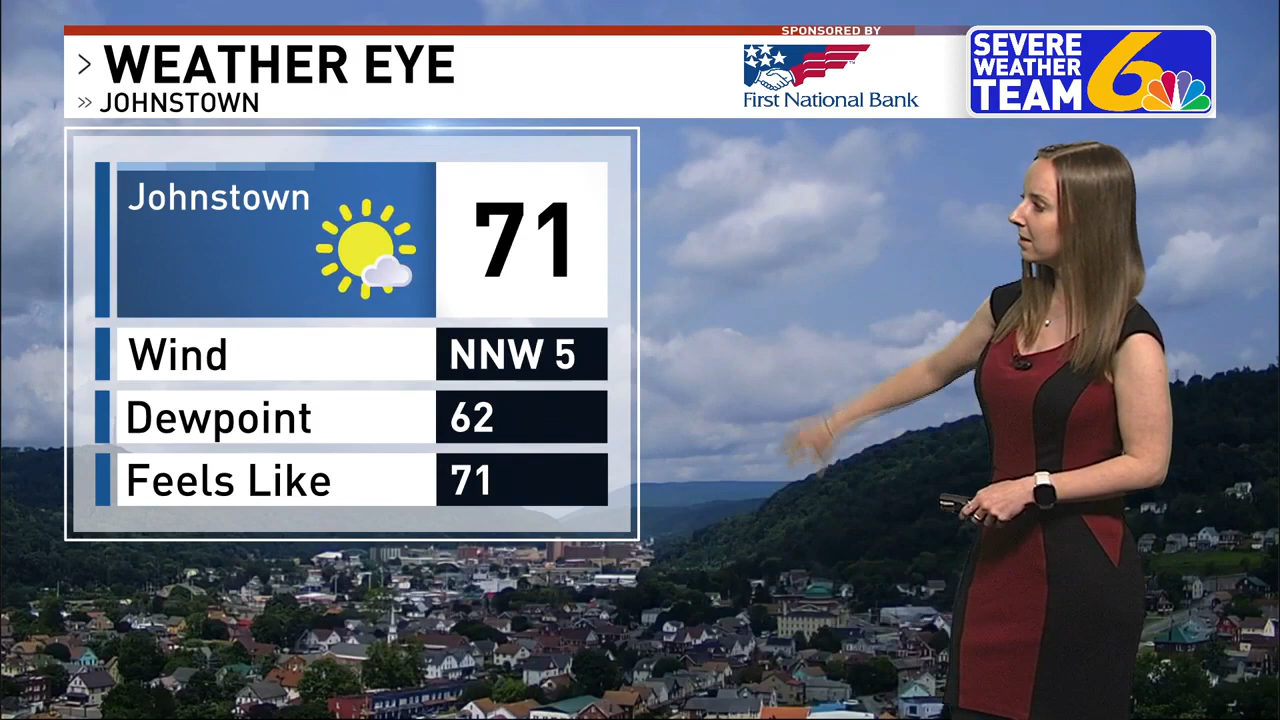 SPONSORED BY
> WEATHER EYE
» JOHNSTOWN
First National Bank
SEVERE
WEATHER
TEAM 6
Johnstown
71
Wind NNW 5
Dewpoint 62
Feels Like 71